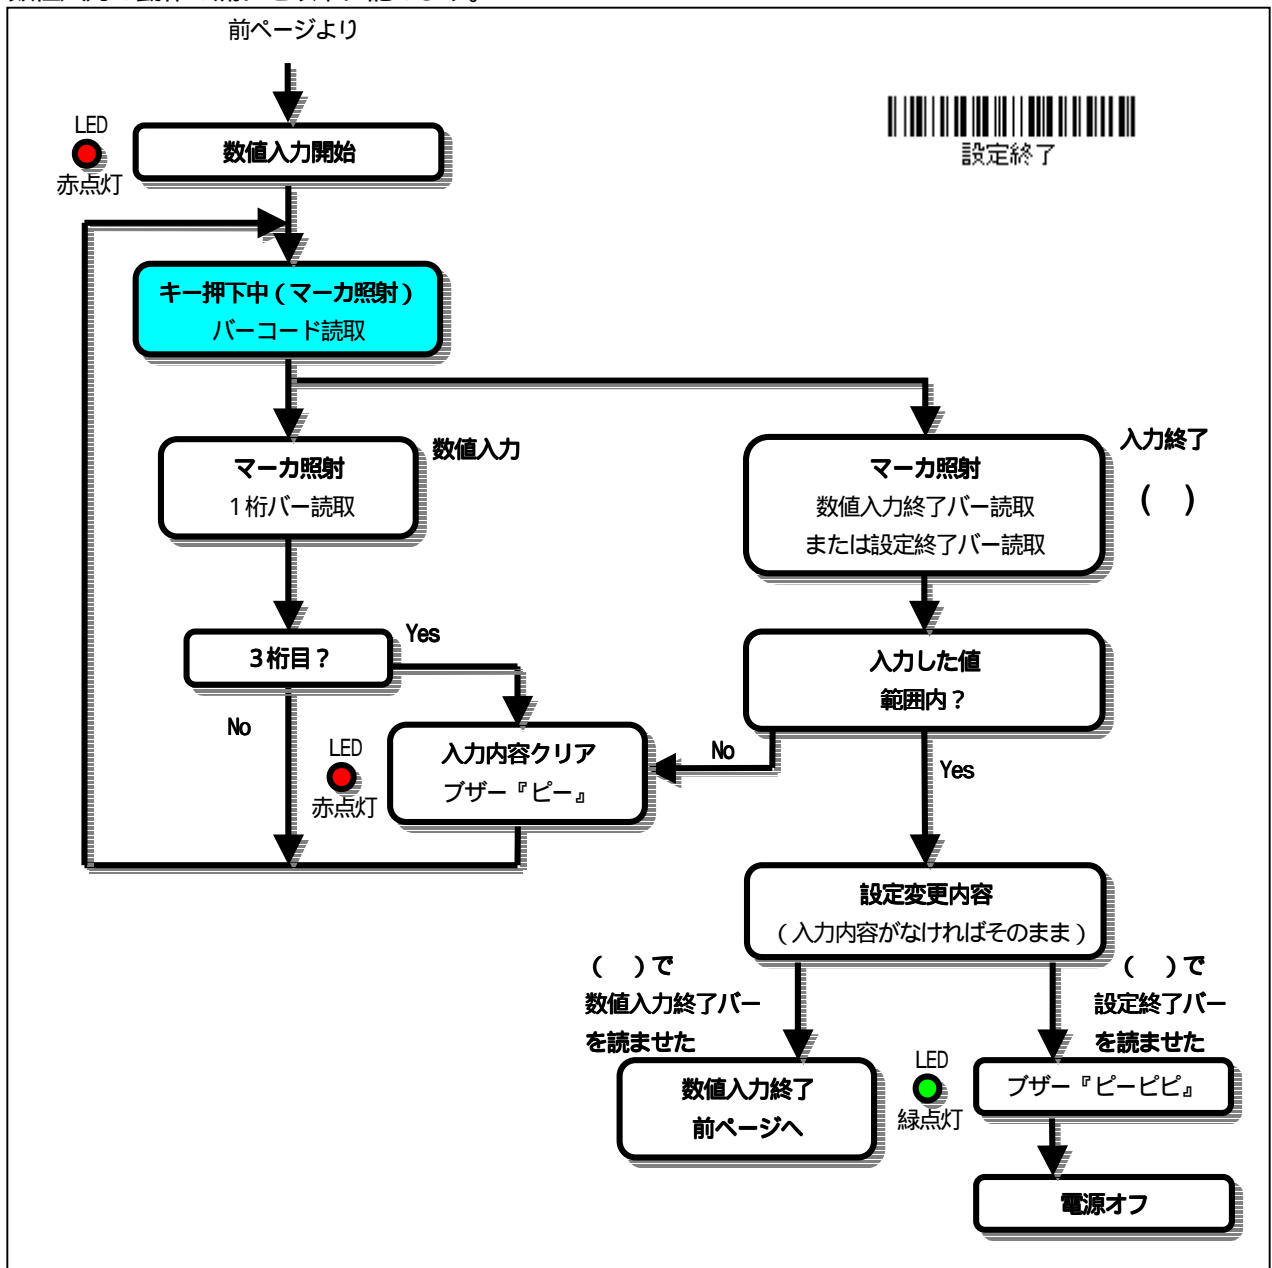 前ページより
LED
赤点灯
数値入力開始
設定終了
キー押下中（マーカ照射）
バーコード読取
マーカ照射
1桁バー読取
数値入力
マーカ照射
数値入力終了バー読取
または設定終了バー読取
入力終了
（　）
3桁目？
Yes
No
入力した値
範囲内？
No
Yes
LED
赤点灯
入力内容クリア
ブザー『ピー』
設定変更内容
（入力内容がなければそのまま）
（　）で
数値入力終了バー
を読ませた
（　）で
設定終了バー
を読ませた
数値入力終了
前ページへ
LED
緑点灯
ブザー『ピーピピ』
電源オフ